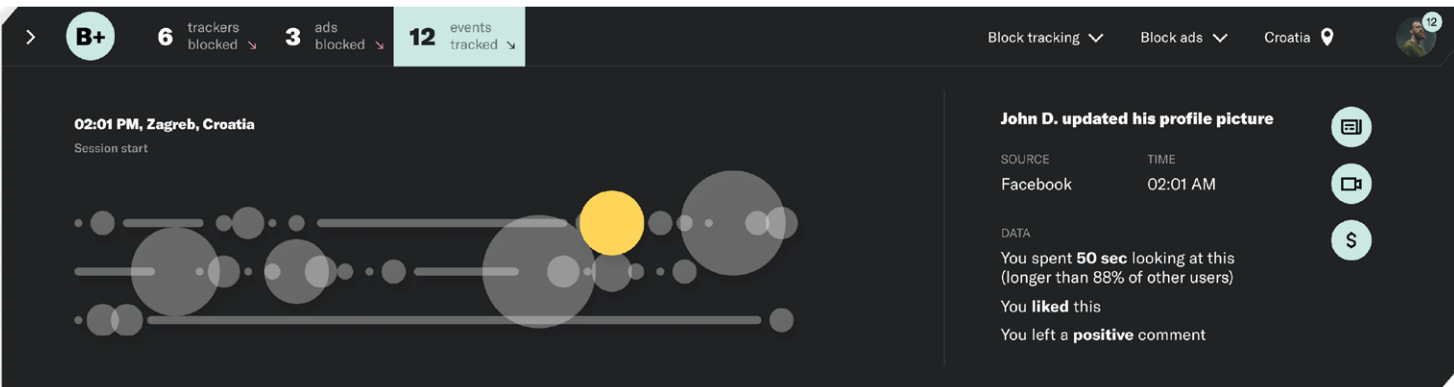 B+
6 trackers
blocked ↘
3 ads
blocked ↘
12 events
tracked ↘
Block tracking
Block ads
Croatia
12
02:01 PM, Zagreb, Croatia
Session start
John D. updated his profile picture
SOURCE TIME
Facebook 02:01 AM
DATA
You spent 50 sec looking at this
(longer than 88% of other users)
You liked this
You left a positive comment
$